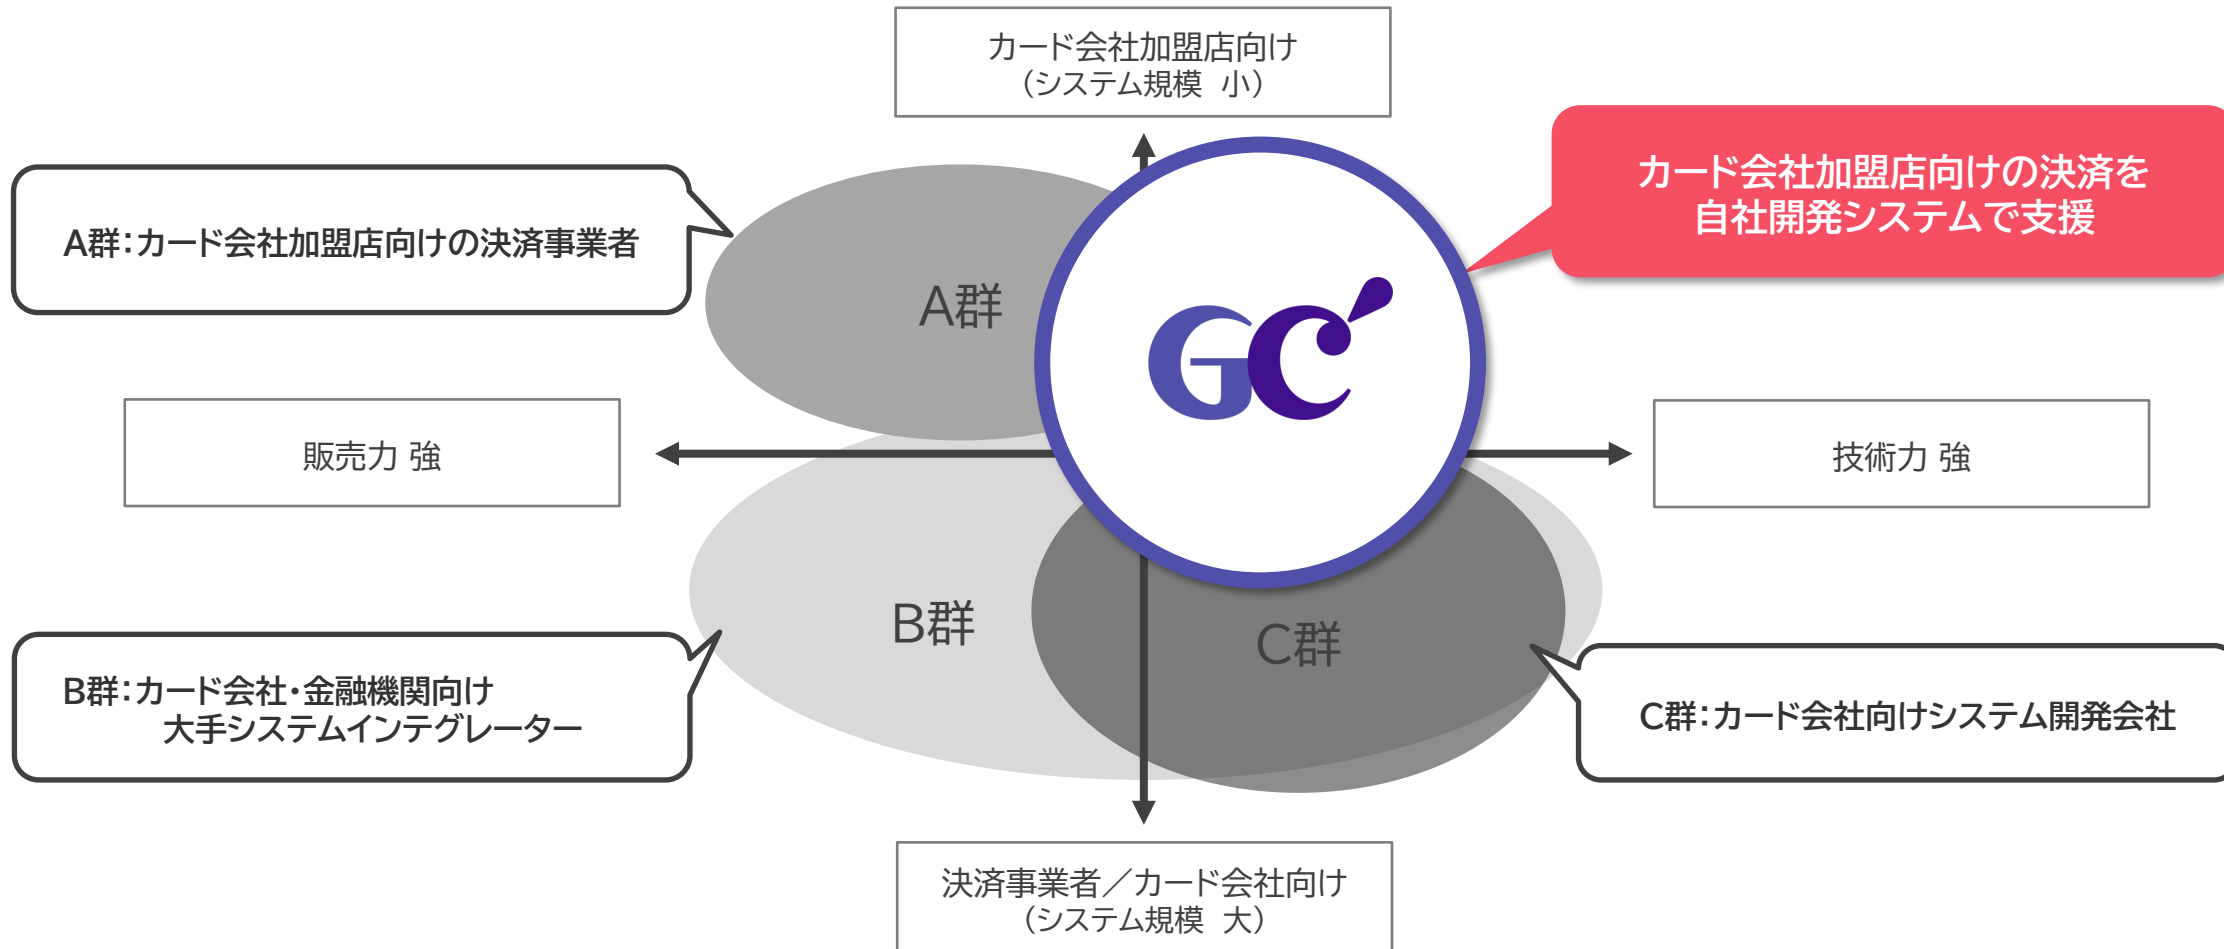 カード会社加盟店向け
（システム規模　小）
カード会社加盟店向けの決済を
自社開発システムで支援
A群：カード会社加盟店向けの決済事業者
A群
GC
販売力 強
技術力 強
B群
C群
B群：カード会社・金融機関向け
大手システムインテグレーター
C群：カード会社向けシステム開発会社
決済事業者／カード会社向け
（システム規模　大）